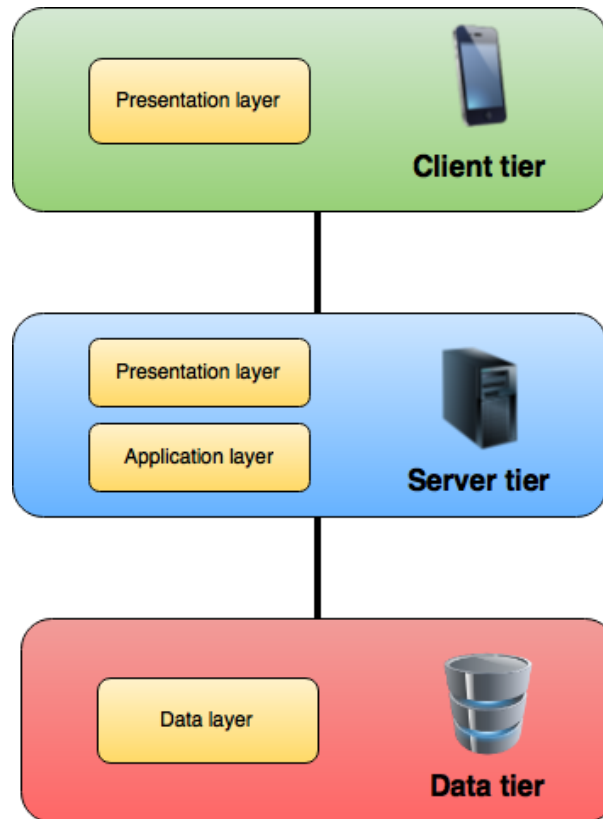 Presentation layer
Client tier
Presentation layer
Application layer
Server tier
Data layer
Data tier